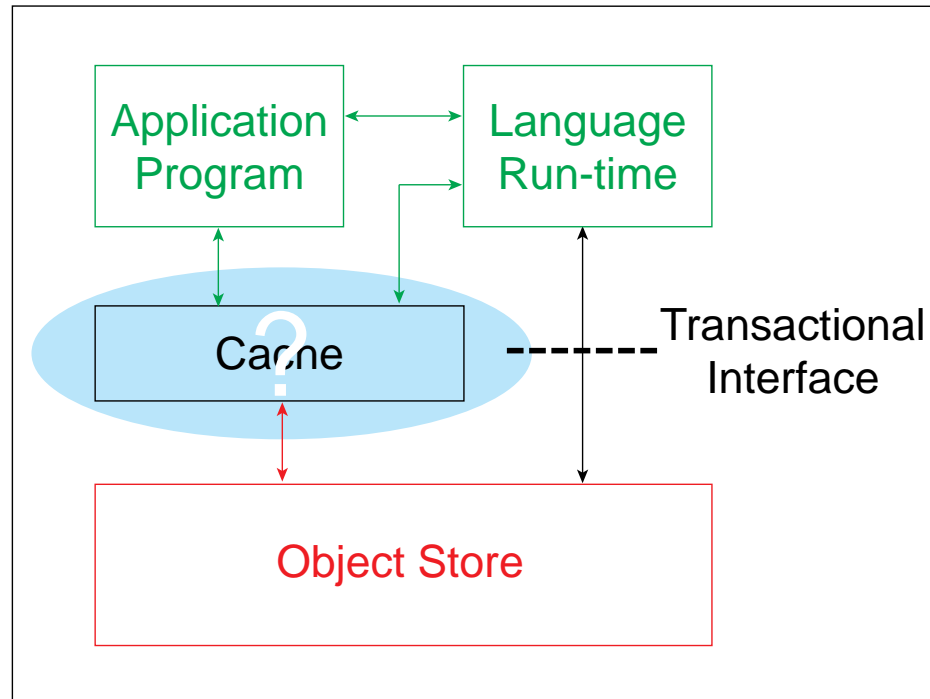 Application
Program
Language
Run-time
Cache
?
Transactional
Interface
Object Store